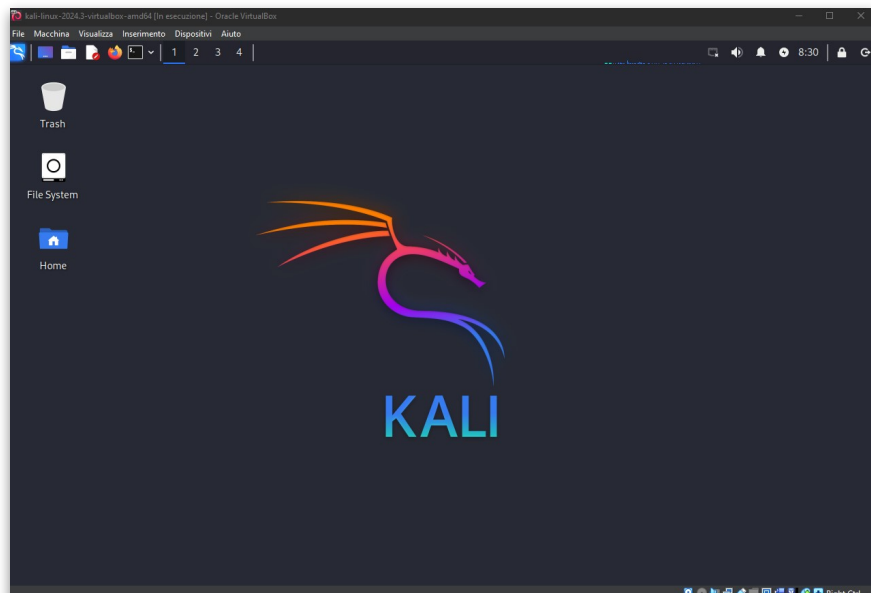 kali-linux-2024.3-virtualbox-amd64 [In esecuzione] - Oracle VirtualBox
File Macchina Visualizza Inserimento Dispositivi Aiuto
1 2 3 4 8:30
Trash
File System
Home
KALI
Right Ctrl